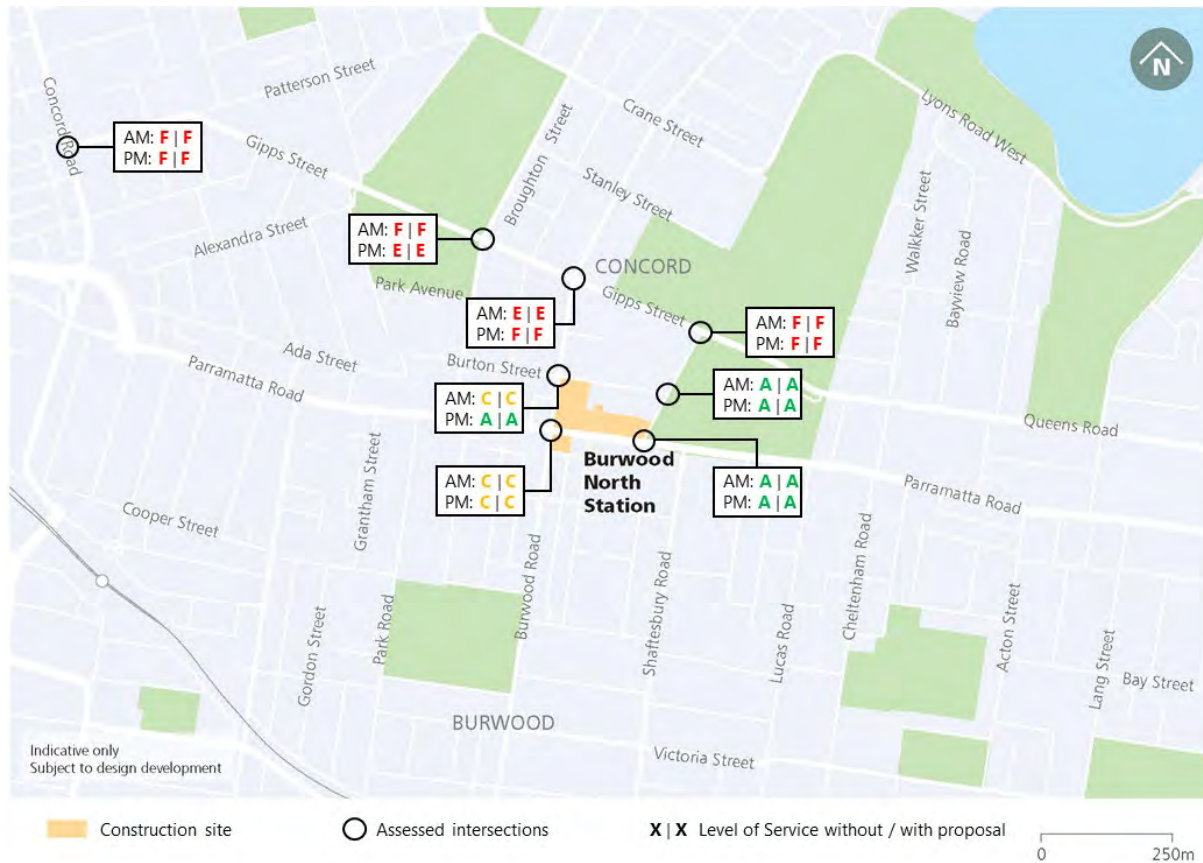 N
Patterson Street
Concord Road
Crane Street
Lyons Road West
AM: F | F
PM: F | F
Gipps Street
Broughton Street
Stanley Street
Walkker Street
Bayview Road
Alexandra Street
AM: F | F
PM: E | E
CONCORD
Park Avenue
Gipps Street
AM: E | E
PM: F | F
AM: F | F
PM: F | F
Ada Street
Parramatta Road
Burton Street
AM: C | C
PM: A | A
AM: A | A
PM: A | A
Queens Road
Grantham Street
AM: C | C
PM: C | C
Burwood
North
Station
AM: A | A
PM: A | A
Parramatta Road
Cooper Street
Gordon Street
Park Road
Burwood Road
Shaftesbury Road
Lucas Road
Cheltenham Road
Acton Street
Lang Street
Bay Street
BURWOOD
Victoria Street
Indicative only
Subject to design development
Construction site
Assessed intersections
X | X Level of Service without / with proposal
0 250m